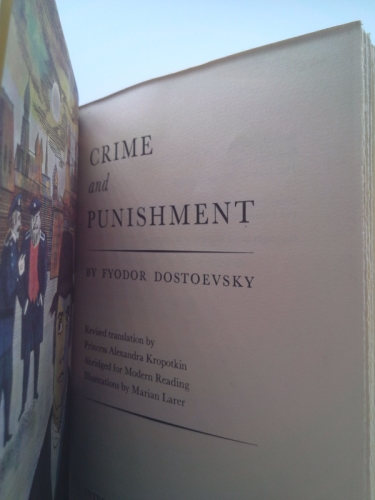 CRIME
and
PUNISHMENT
BY FYODOR DOSTOEVSKY
Revised translation by
Princess Alexandra Kropotkin
Abridged for Modern Reading
Illustrations by Marian Larer